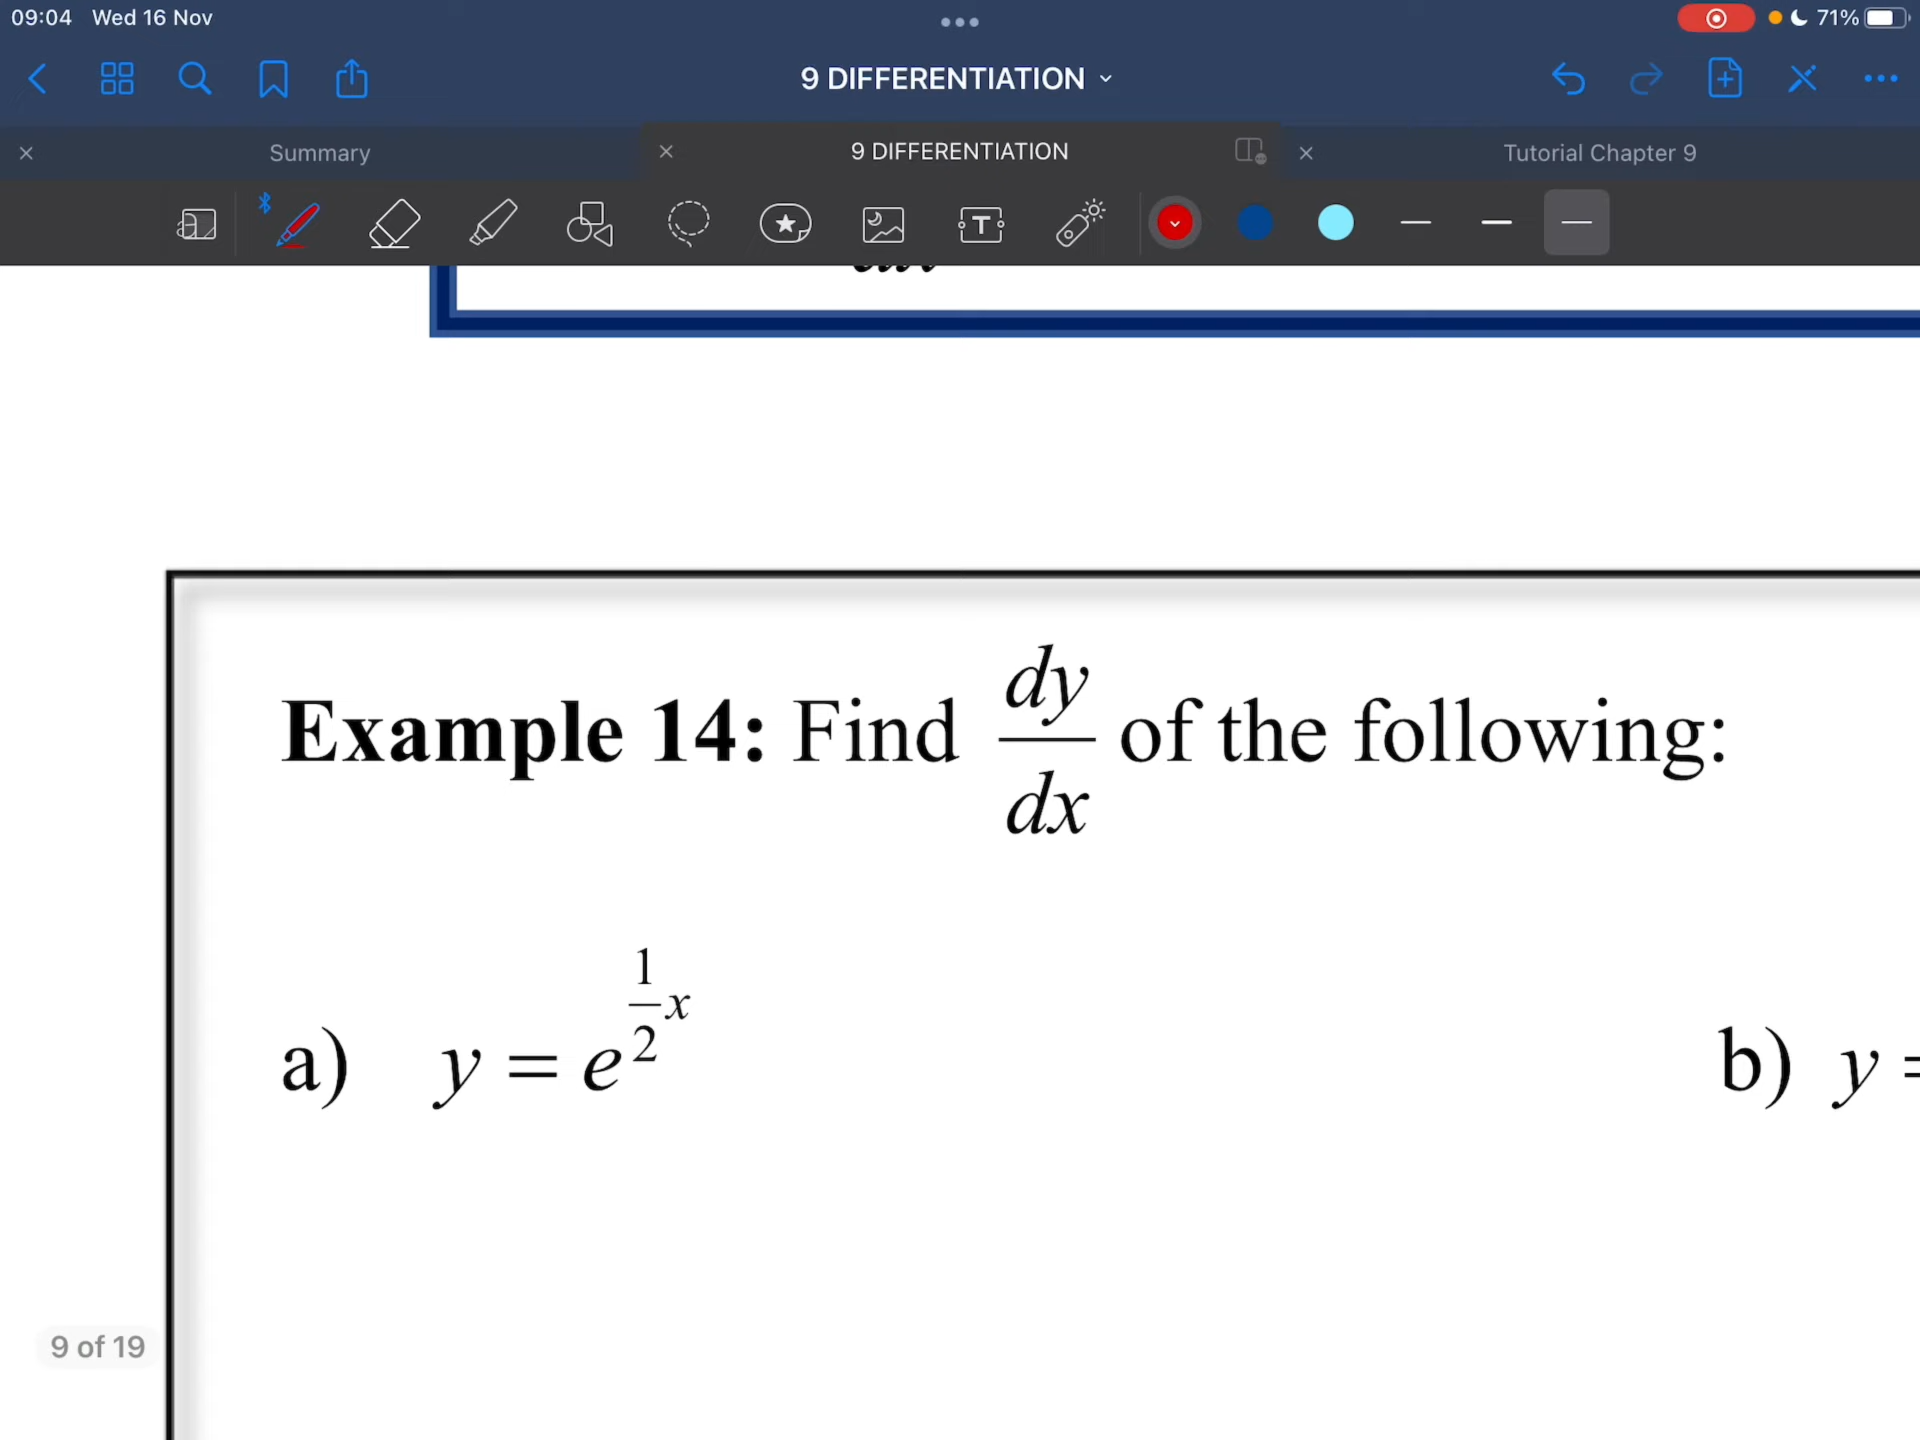 09:04 Wed 16 Nov 71%
9 DIFFERENTIATION
Summary 9 DIFFERENTIATION Tutorial Chapter 9
Example 14: Find dy/dx of the following:
a) y = e^{1/2 x} b) y =
9 of 19